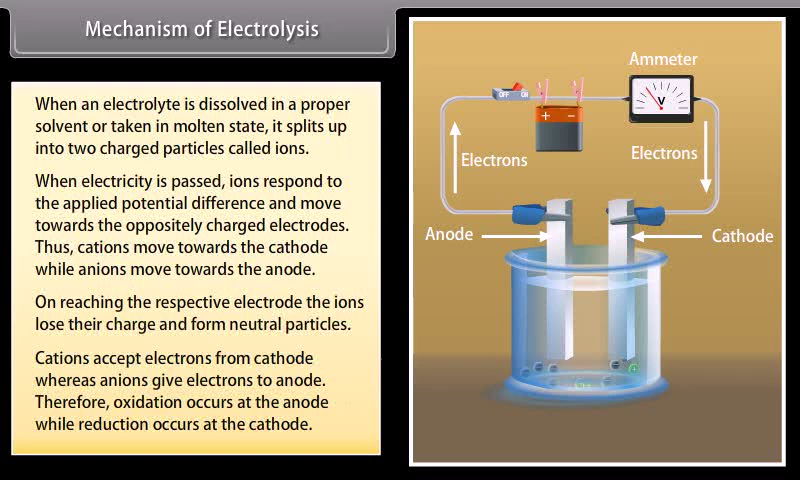 Mechanism of Electrolysis
When an electrolyte is dissolved in a proper
solvent or taken in molten state, it splits up
into two charged particles called ions.
When electricity is passed, ions respond to
the applied potential difference and move
towards the oppositely charged electrodes.
Thus, cations move towards the cathode
while anions move towards the anode.
On reaching the respective electrode the ions
lose their charge and form neutral particles.
Cations accept electrons from cathode
whereas anions give electrons to anode.
Therefore, oxidation occurs at the anode
while reduction occurs at the cathode.
Ammeter
OFF ON
+ −
V
Electrons
Electrons
Anode
Cathode